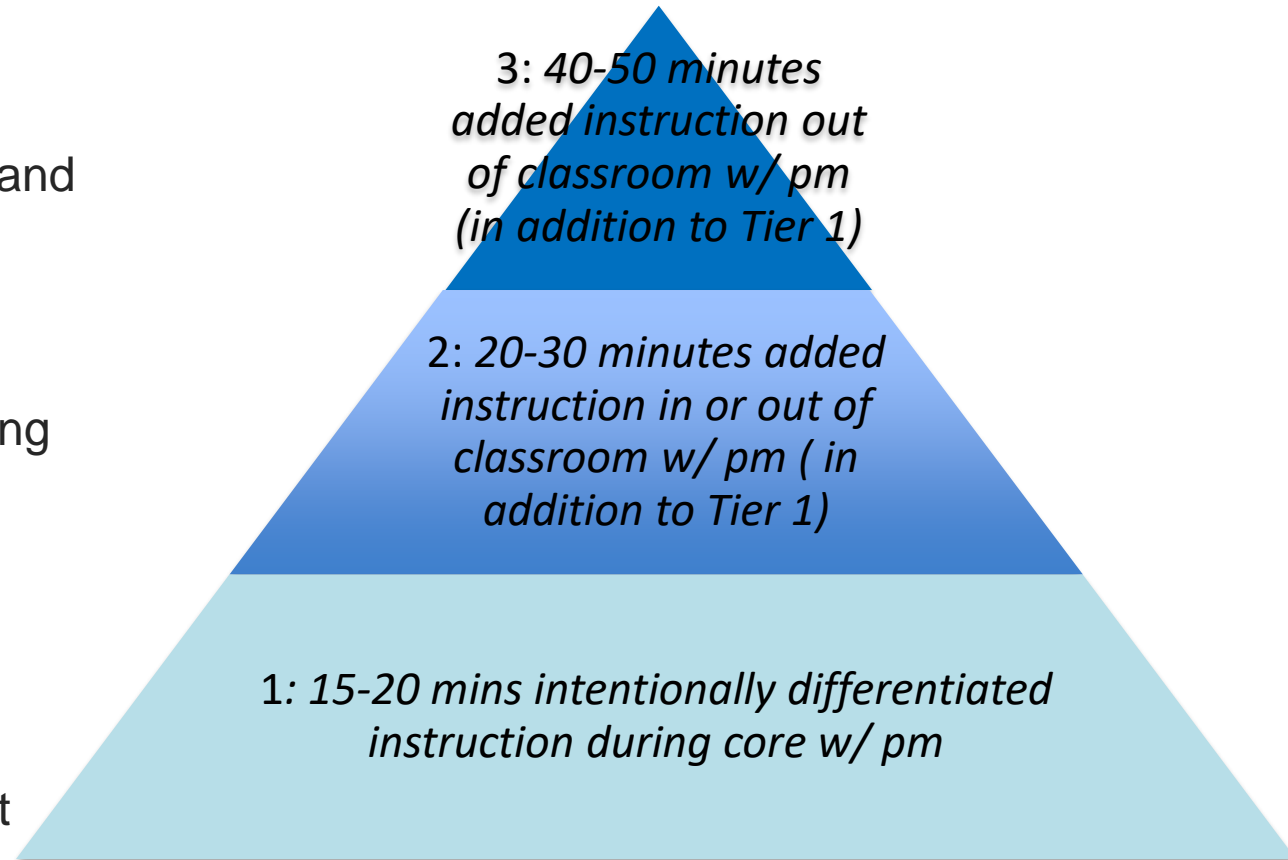 3: 40-50 minutes
added instruction out
of classroom w/ pm
(in addition to Tier 1)
and
2: 20-30 minutes added
instruction in or out of
classroom w/ pm ( in
addition to Tier 1)
ng
1: 15-20 mins intentionally differentiated
instruction during core w/ pm
t